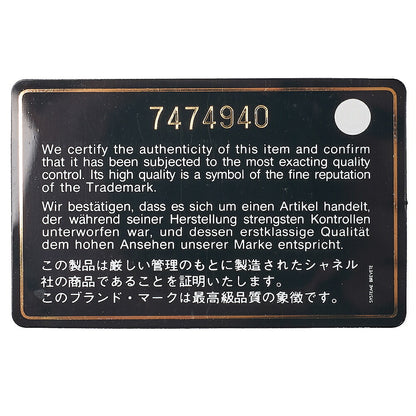 7474940
We certify the authenticity of this item and confirm
that it has been subjected to the most exacting quality
control. Its high quality is a symbol of the fine reputation
of the Trademark.
Wir bestätigen, dass es sich um einen Artikel handelt,
der während seiner Herstellung strengsten Kontrollen
unterworfen war, und dessen erstklassige Qualität
dem hohen Ansehen unserer Marke entspricht.
この製品は厳しい管理のもとに製造されたシャネル
社の商品であることを証明いたします。
このブランド・マークは最高級品質の象徴です。
SYSTEME BREVETE